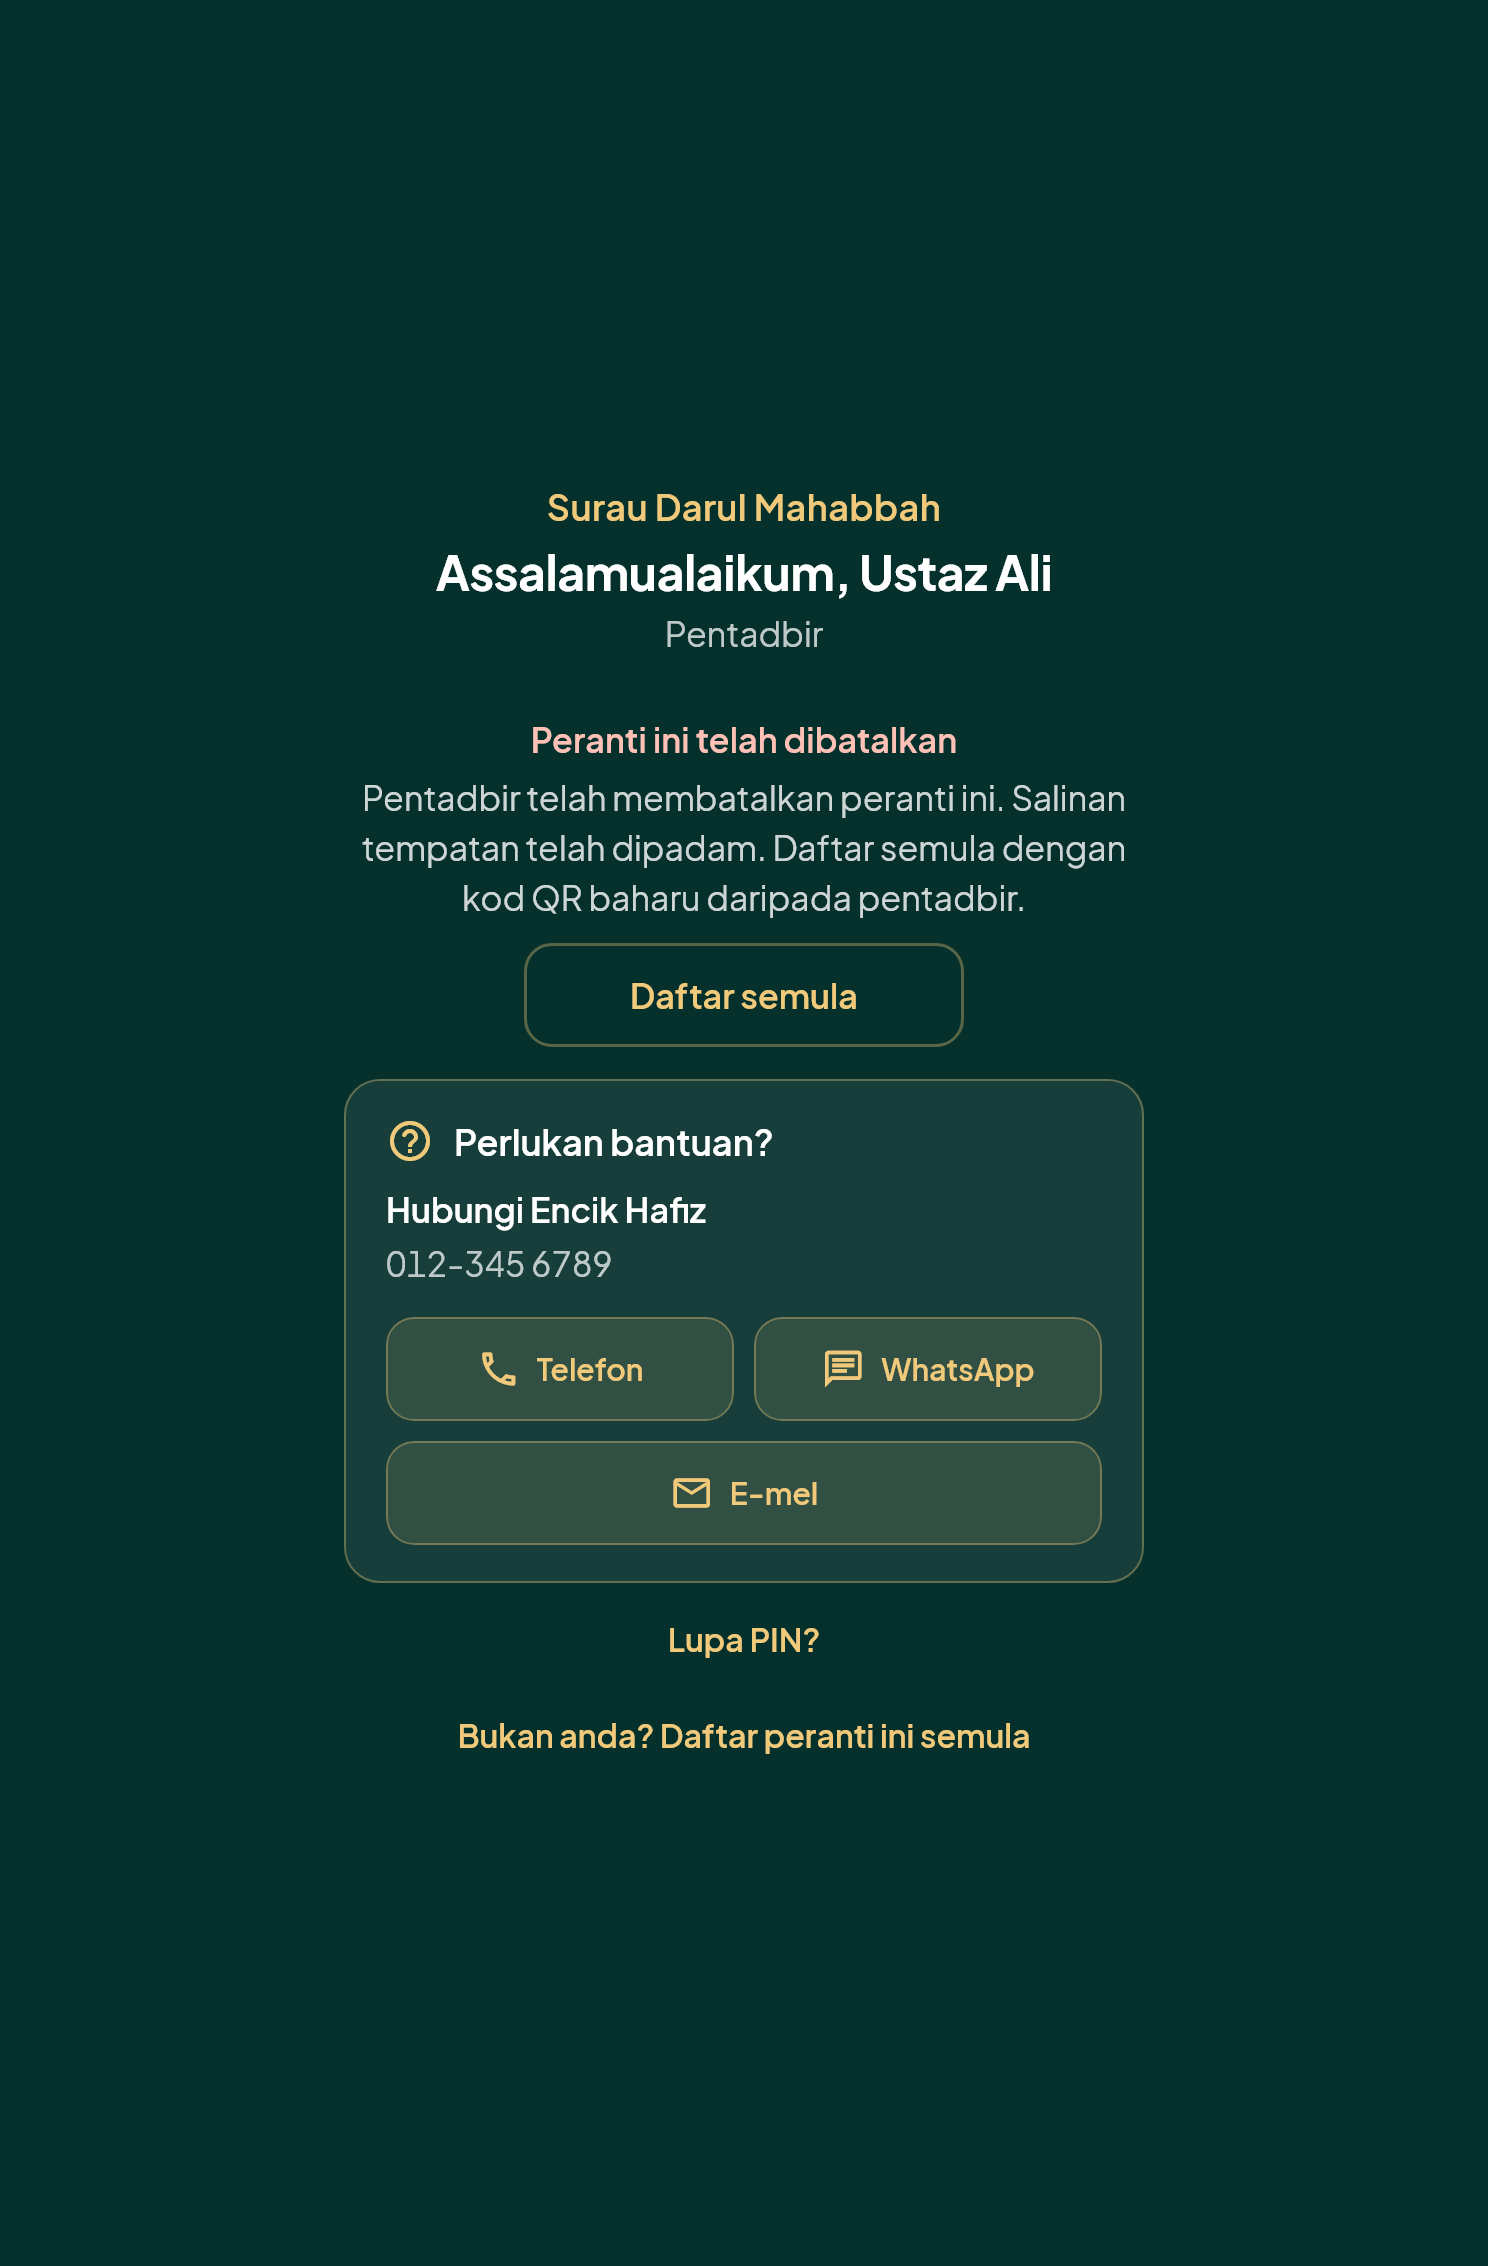 Surau Darul Mahabbah
Assalamualaikum, Ustaz Ali
Pentadbir
Peranti ini telah dibatalkan
Pentadbir telah membatalkan peranti ini. Salinan
tempatan telah dipadam. Daftar semula dengan
kod QR baharu daripada pentadbir.
Daftar semula
Perlukan bantuan?
Hubungi Encik Hafiz
012-345 6789
Telefon
WhatsApp
E-mel
Lupa PIN?
Bukan anda? Daftar peranti ini semula